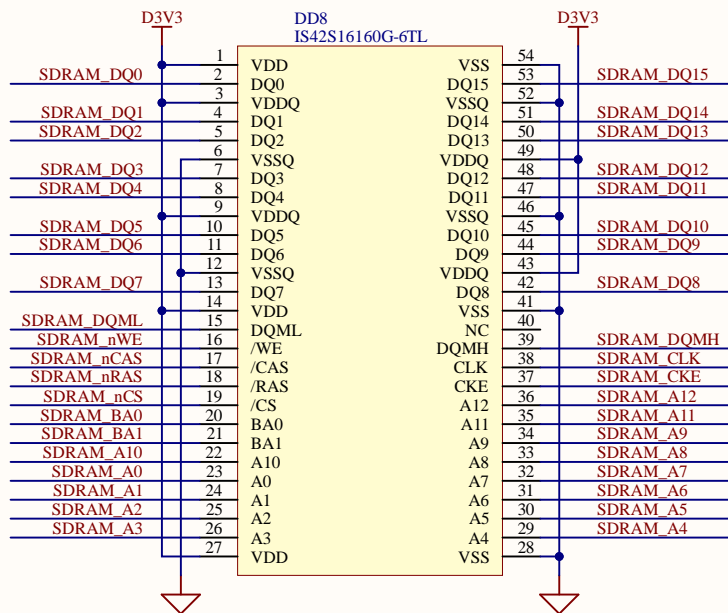 D3V3 DD8 D3V3
IS42S16160G-6TL
1 VDD VSS 54
SDRAM_DQ0 2 DQ0 DQ15 53 SDRAM_DQ15
3 VDDQ VSSQ 52
SDRAM_DQ1 4 DQ1 DQ14 51 SDRAM_DQ14
SDRAM_DQ2 5 DQ2 DQ13 50 SDRAM_DQ13
6 VSSQ VDDQ 49
SDRAM_DQ3 7 DQ3 DQ12 48 SDRAM_DQ12
SDRAM_DQ4 8 DQ4 DQ11 47 SDRAM_DQ11
9 VDDQ VSSQ 46
SDRAM_DQ5 10 DQ5 DQ10 45 SDRAM_DQ10
SDRAM_DQ6 11 DQ6 DQ9 44 SDRAM_DQ9
12 VSSQ VDDQ 43
SDRAM_DQ7 13 DQ7 DQ8 42 SDRAM_DQ8
14 VDD VSS 41
SDRAM_DQML 15 DQML NC 40
SDRAM_nWE 16 /WE DQMH 39 SDRAM_DQMH
SDRAM_nCAS 17 /CAS CLK 38 SDRAM_CLK
SDRAM_nRAS 18 /RAS CKE 37 SDRAM_CKE
SDRAM_nCS 19 /CS A12 36 SDRAM_A12
SDRAM_BA0 20 BA0 A11 35 SDRAM_A11
SDRAM_BA1 21 BA1 A9 34 SDRAM_A9
SDRAM_A10 22 A10 A8 33 SDRAM_A8
SDRAM_A0 23 A0 A7 32 SDRAM_A7
SDRAM_A1 24 A1 A6 31 SDRAM_A6
SDRAM_A2 25 A2 A5 30 SDRAM_A5
SDRAM_A3 26 A3 A4 29 SDRAM_A4
27 VDD VSS 28